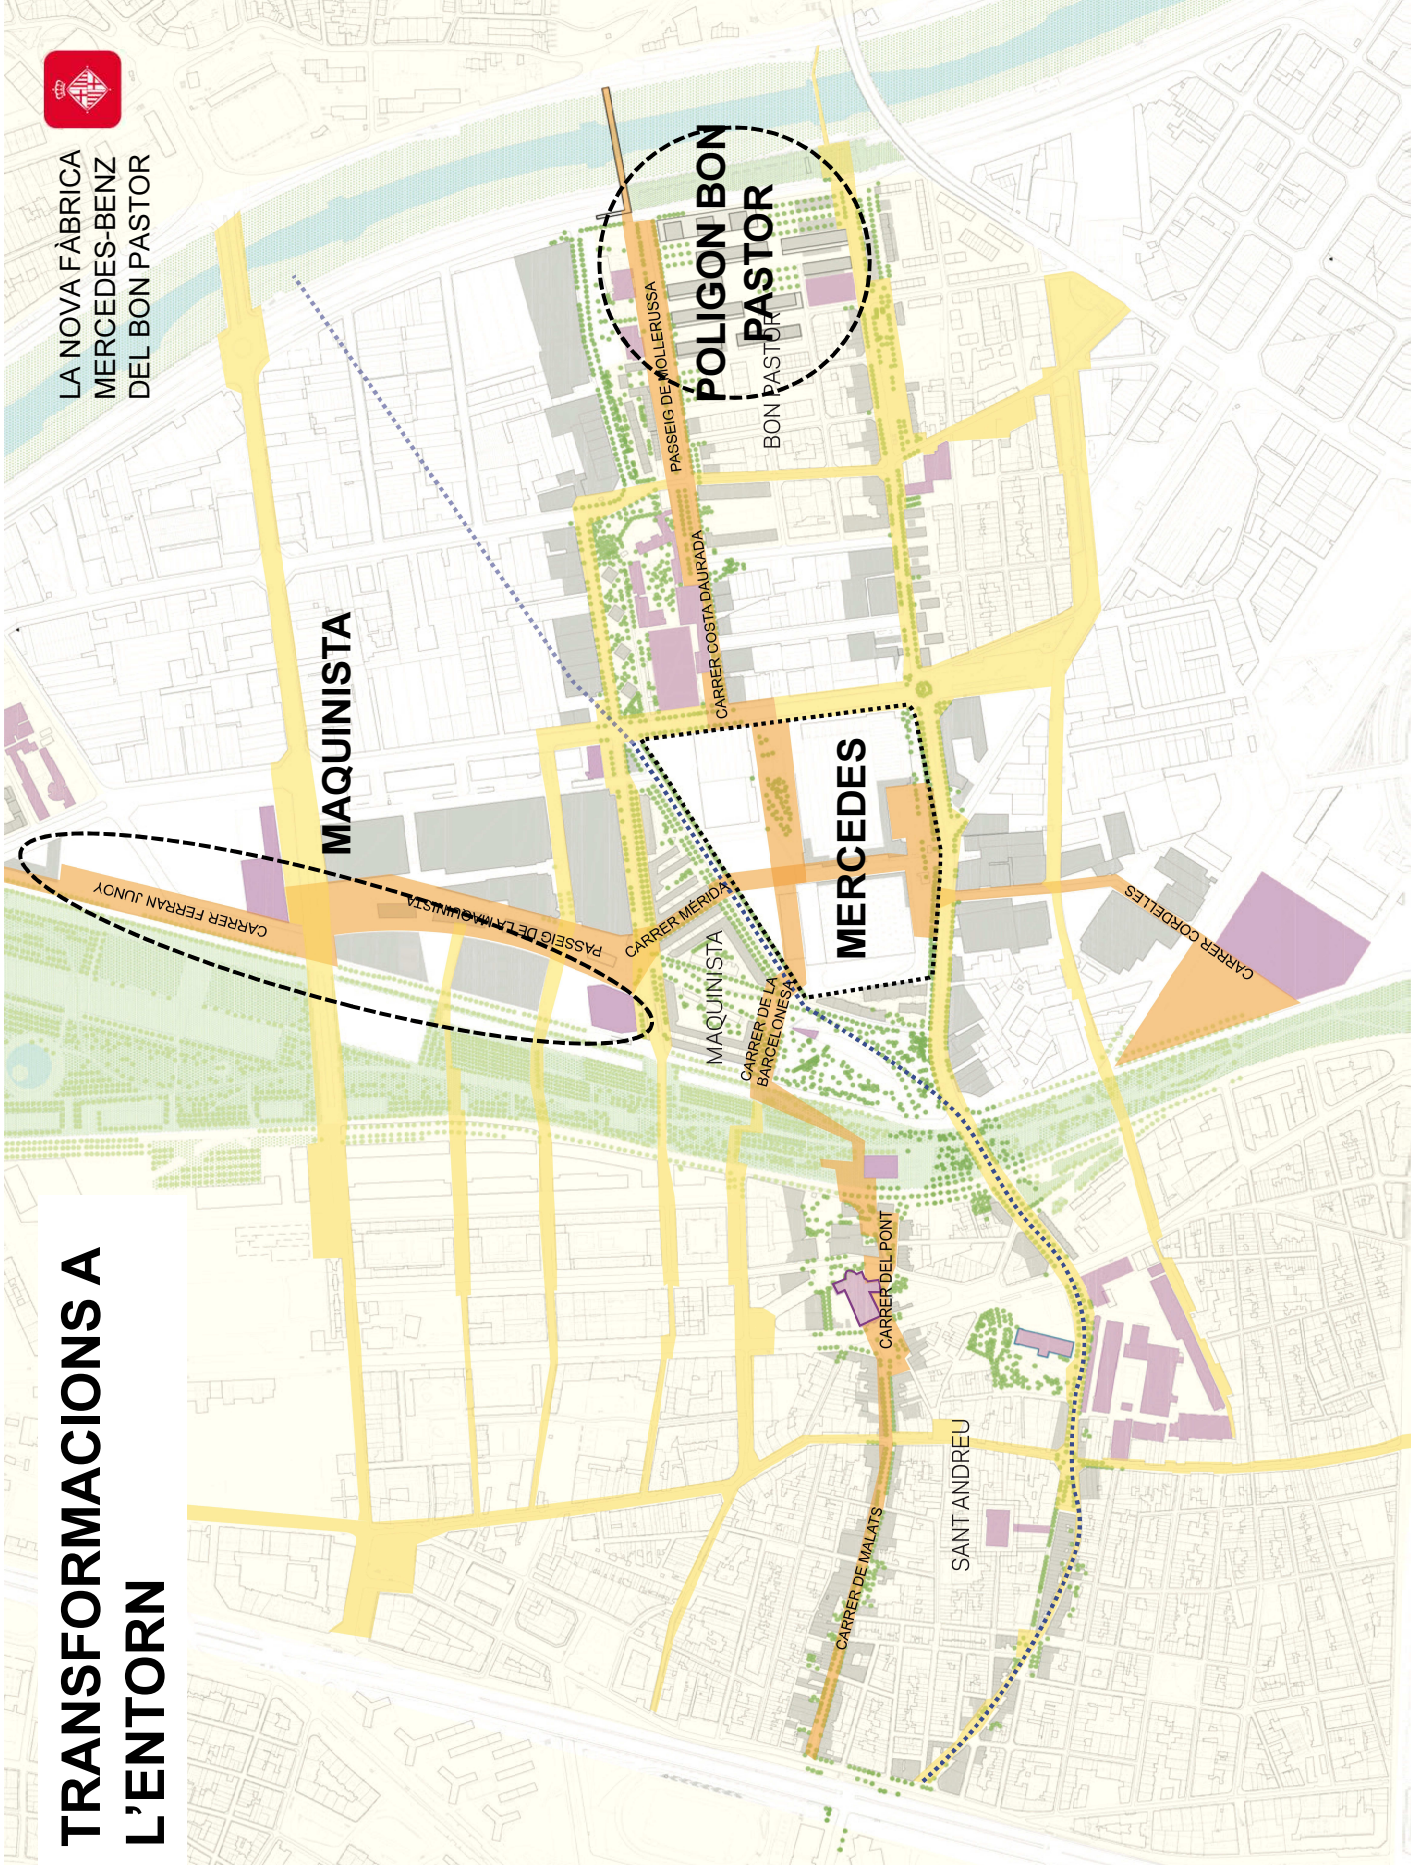 TRANSFORMACIONS A
L'ENTORN
LA NOVA FÀBRICA
MERCEDES-BENZ
DEL BON PASTOR
MAQUINISTA
POLIGON BON
PASTOR
BON PASTOR
MERCEDES
MAQUINISTA
SANT ANDREU
CARRER FERRAN JUNOY
PASSEIG DE LA MAQUINISTA
CARRER MÉRIDA
CARRER DE LA
BARCELONESA
CARRER DEL PONT
CARRER DE MALATS
CARRER COSTA DAURADA
PASSEIG DE MOLLERUSSA
CARRER CORDELLES